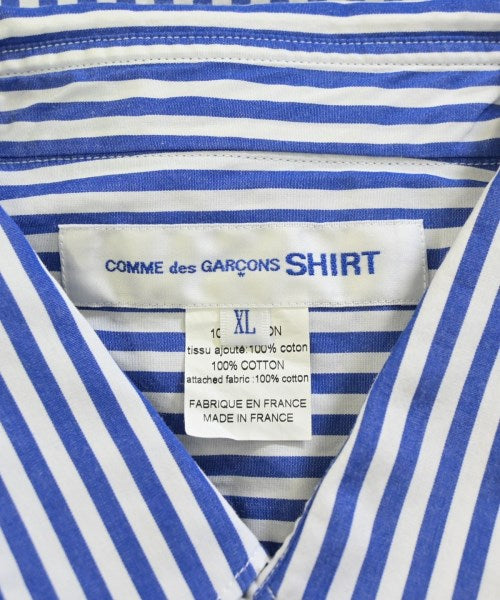 COMME des GARÇONS SHIRT
XL
tissu ajouté:100% coton
100% COTTON
attached fabric:100% cotton
FABRIQUE EN FRANCE
MADE IN FRANCE